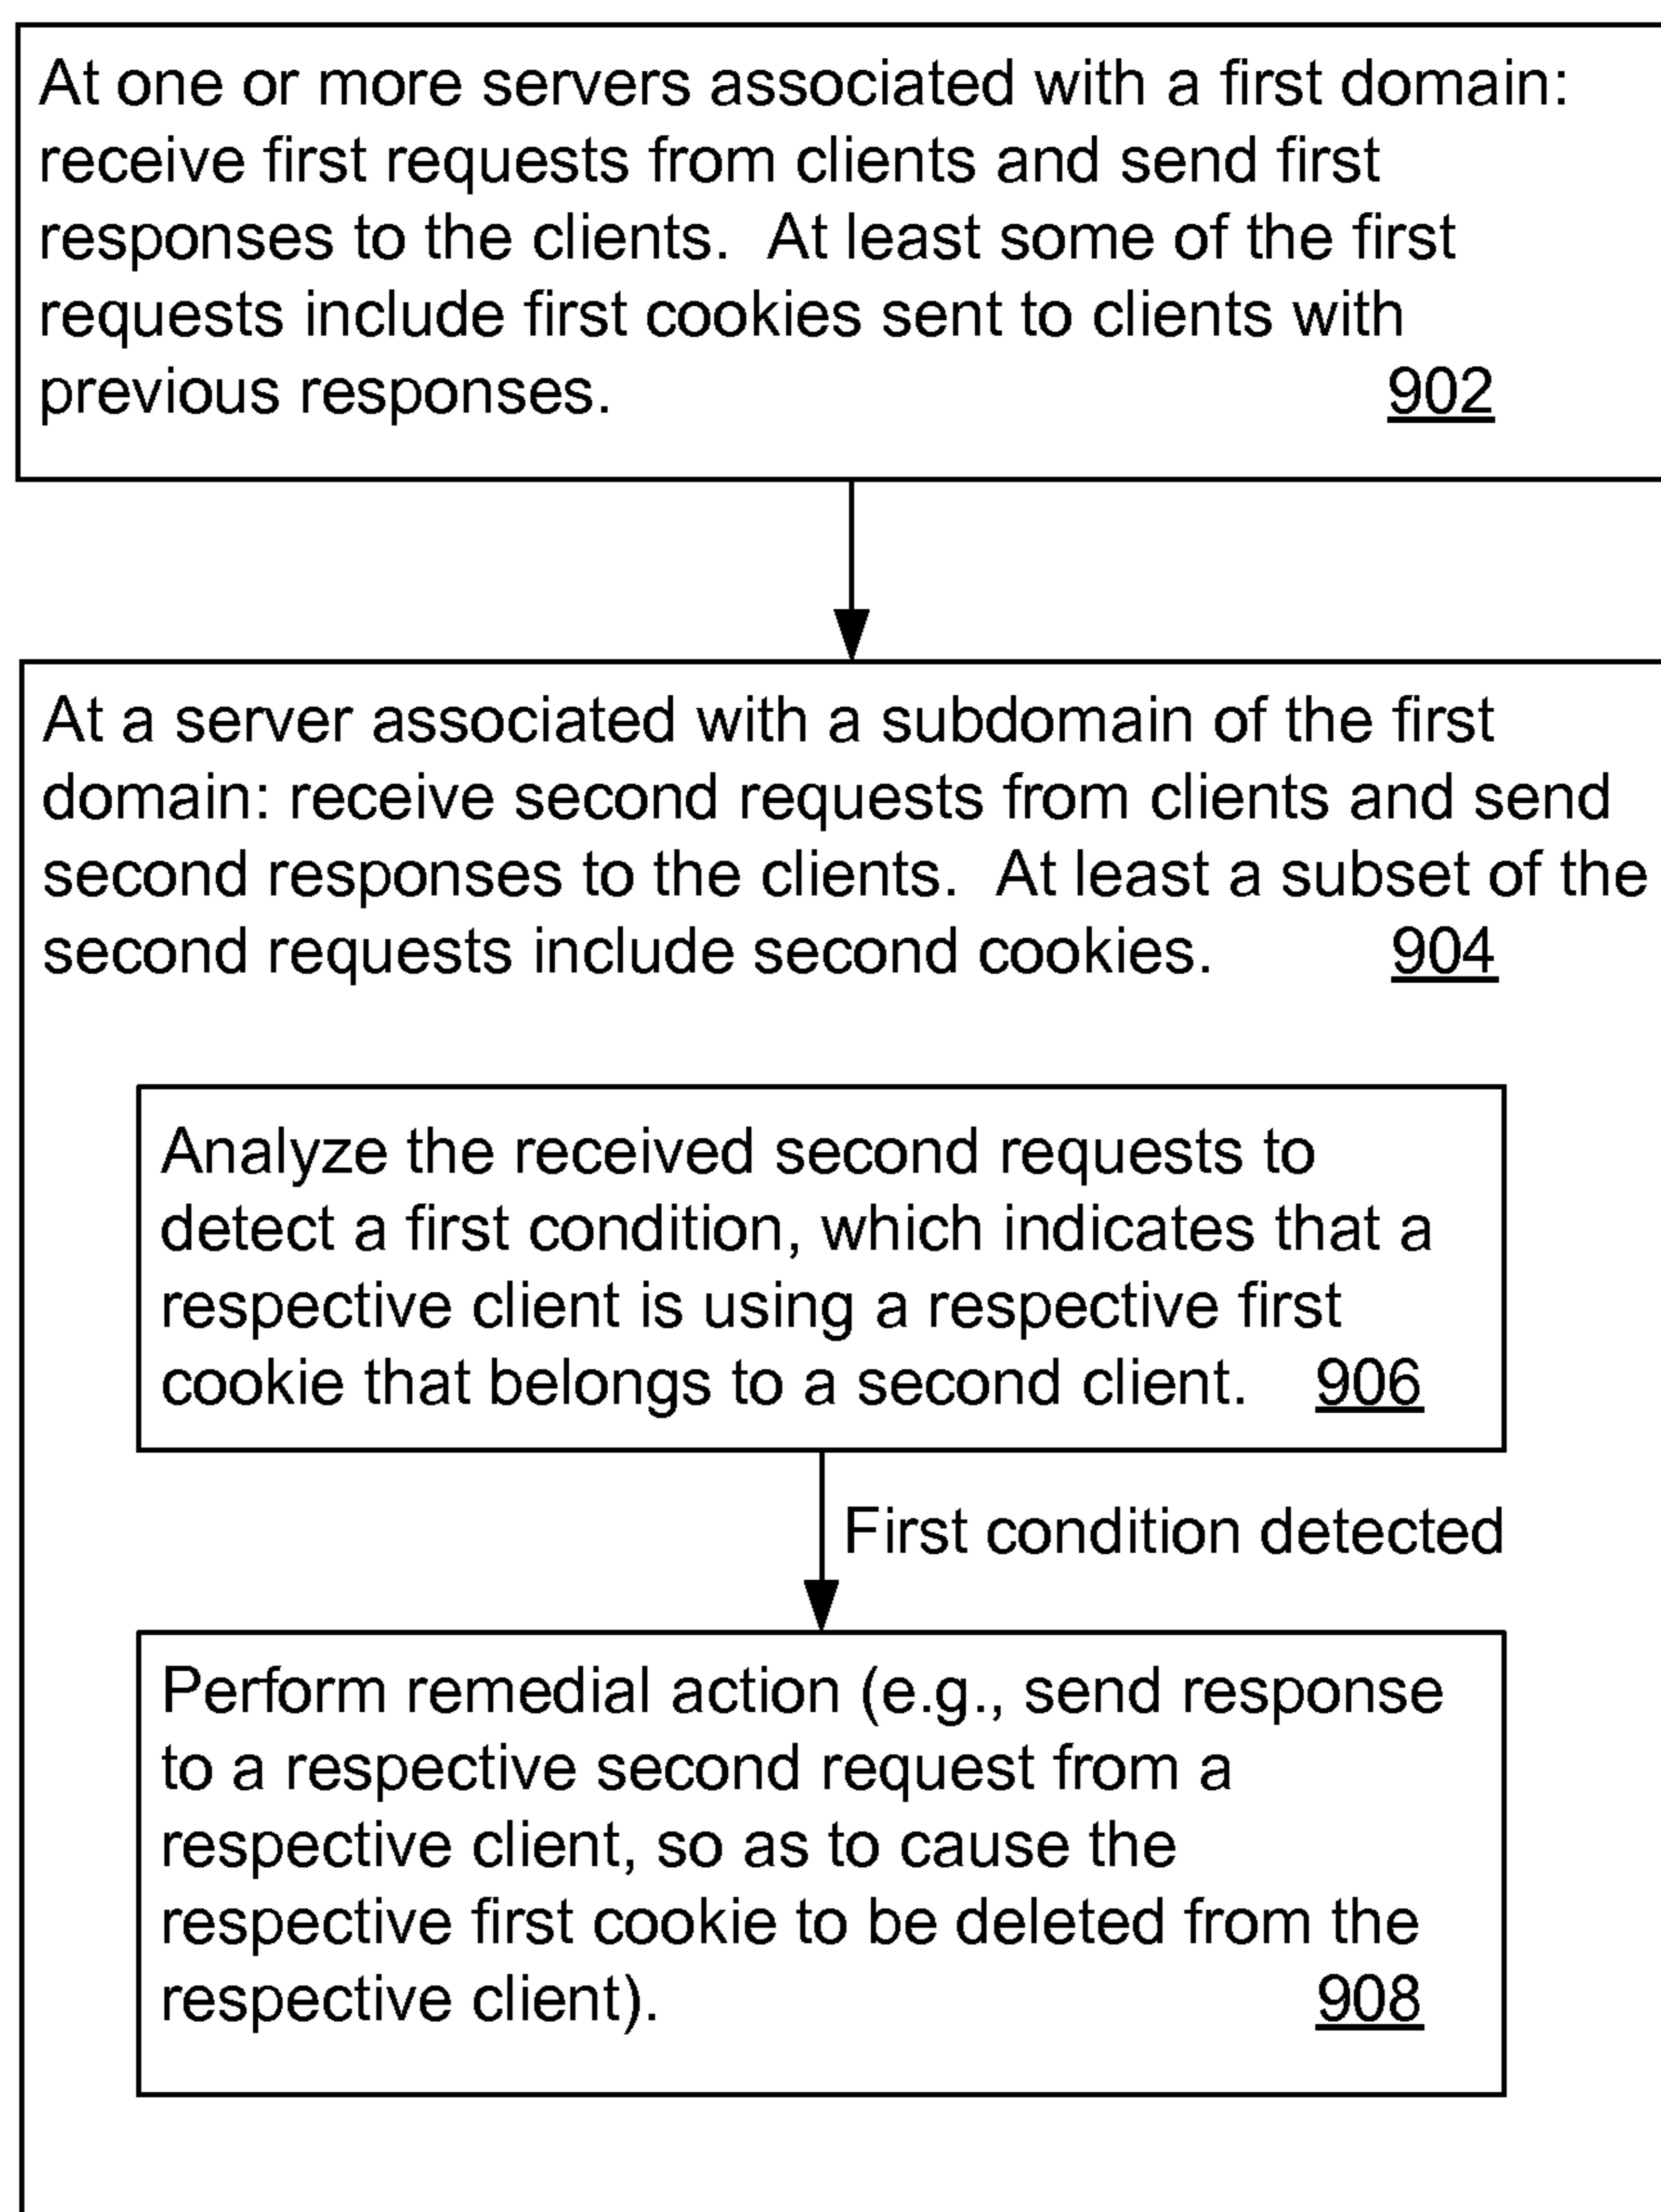 At one or more servers associated with a first domain:
receive first requests from clients and send first
responses to the clients.  At least some of the first
requests include first cookies sent to clients with
previous responses. 902
At a server associated with a subdomain of the first
domain: receive second requests from clients and send
second responses to the clients.  At least a subset of the
second requests include second cookies. 904
Analyze the received second requests to
detect a first condition, which indicates that a
respective client is using a respective first
cookie that belongs to a second client. 906
First condition detected
Perform remedial action (e.g., send response
to a respective second request from a
respective client, so as to cause the
respective first cookie to be deleted from the
respective client). 908